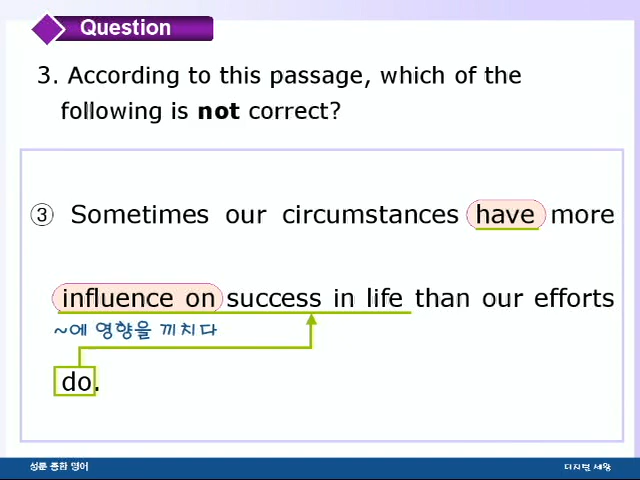 Question
3. According to this passage, which of the
following is not correct?
③ Sometimes our circumstances have more
influence on success in life than our efforts
~에 영향을 끼치다
do.
성문 종합 영어
디지털 세왕